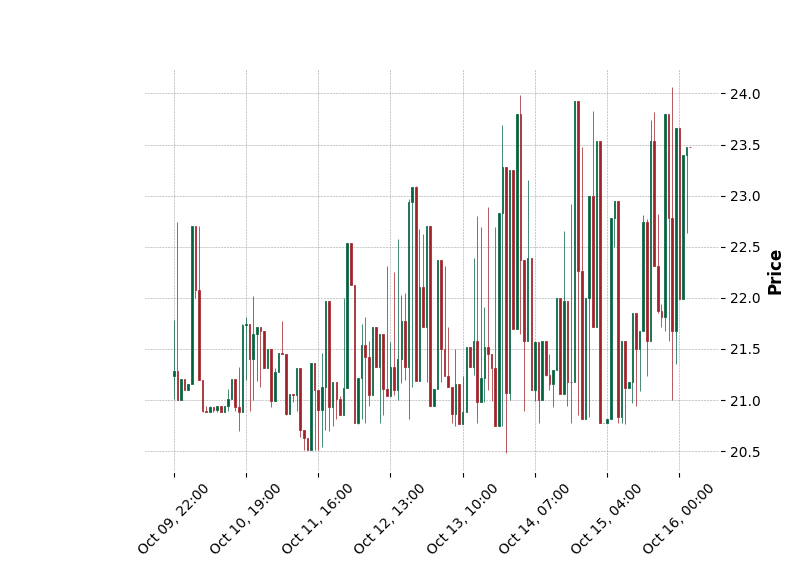 24.0
23.5
23.0
22.5
22.0
21.5
21.0
20.5
Price
Oct 09, 22:00
Oct 10, 19:00
Oct 11, 16:00
Oct 12, 13:00
Oct 13, 10:00
Oct 14, 07:00
Oct 15, 04:00
Oct 16, 00:00